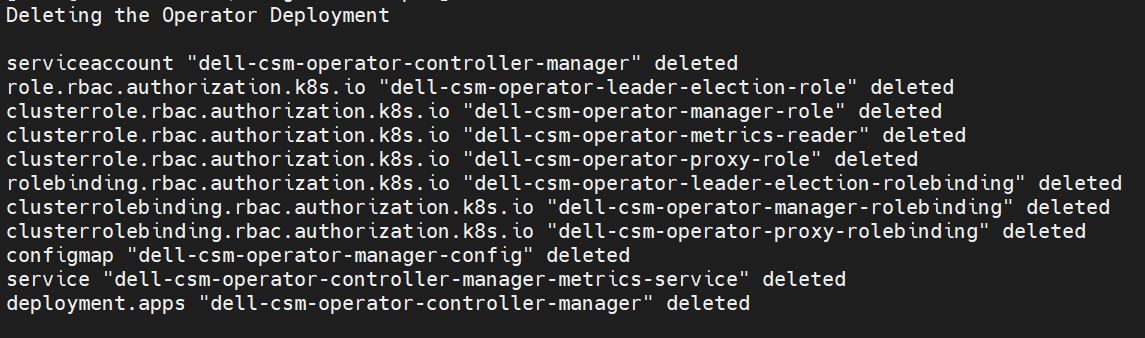 Deleting the Operator Deployment
serviceaccount "dell-csm-operator-controller-manager" deleted
role.rbac.authorization.k8s.io "dell-csm-operator-leader-election-role" deleted
clusterrole.rbac.authorization.k8s.io "dell-csm-operator-manager-role" deleted
clusterrole.rbac.authorization.k8s.io "dell-csm-operator-metrics-reader" deleted
clusterrole.rbac.authorization.k8s.io "dell-csm-operator-proxy-role" deleted
rolebinding.rbac.authorization.k8s.io "dell-csm-operator-leader-election-rolebinding" deleted
clusterrolebinding.rbac.authorization.k8s.io "dell-csm-operator-manager-rolebinding" deleted
clusterrolebinding.rbac.authorization.k8s.io "dell-csm-operator-proxy-rolebinding" deleted
configmap "dell-csm-operator-manager-config" deleted
service "dell-csm-operator-controller-manager-metrics-service" deleted
deployment.apps "dell-csm-operator-controller-manager" deleted